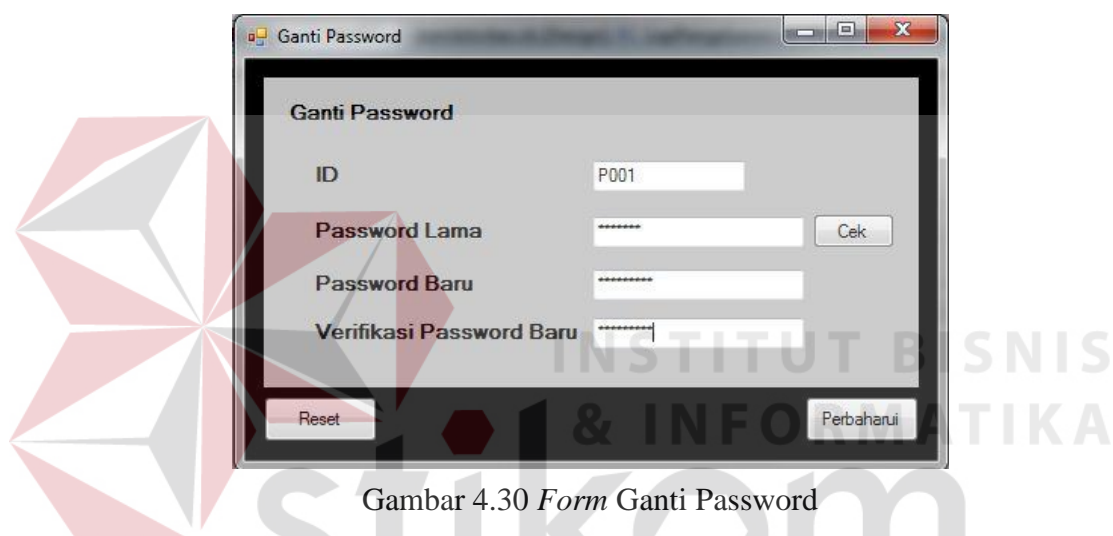 Ganti Password
Ganti Password
ID P001
Password Lama ******* Cek
Password Baru *********
Verifikasi Password Baru *********
INSTITUT BISNIS
& INFORMATIKA
Reset Perbaharui
stikom
Gambar 4.30 Form Ganti Password